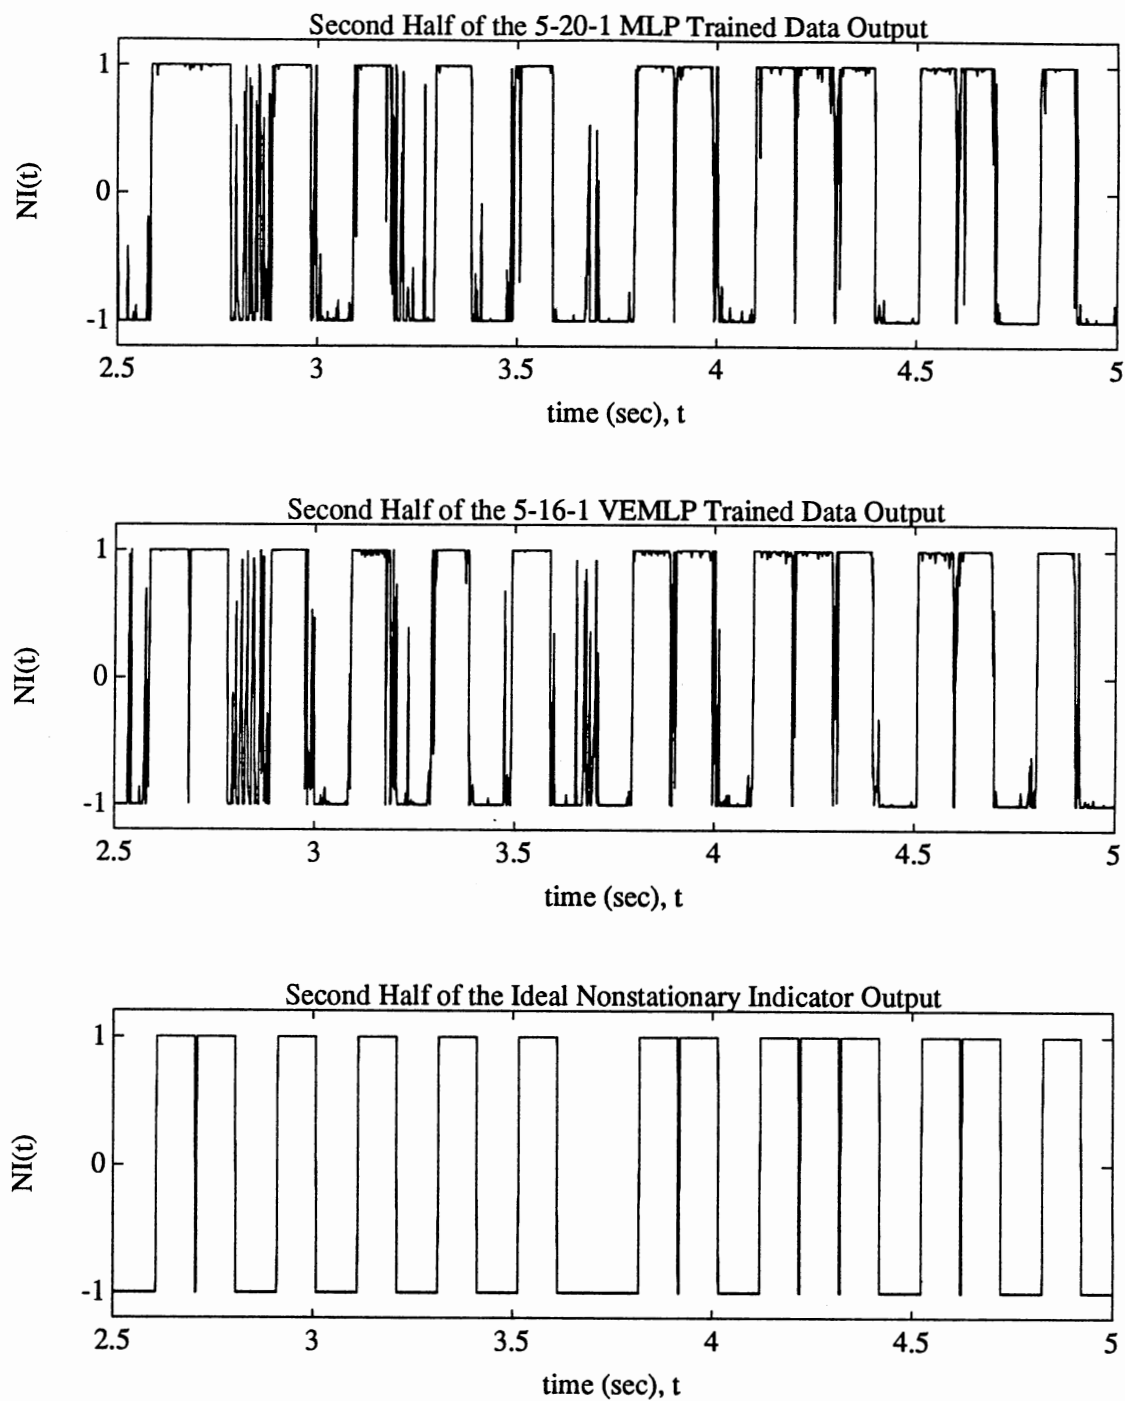 Second Half of the 5-20-1 MLP Trained Data Output
1
0
-1
NI(t)
2.5 3 3.5 4 4.5 5
time (sec), t
Second Half of the 5-16-1 VEMLP Trained Data Output
1
0
-1
NI(t)
2.5 3 3.5 4 4.5 5
time (sec), t
Second Half of the Ideal Nonstationary Indicator Output
1
0
-1
NI(t)
2.5 3 3.5 4 4.5 5
time (sec), t